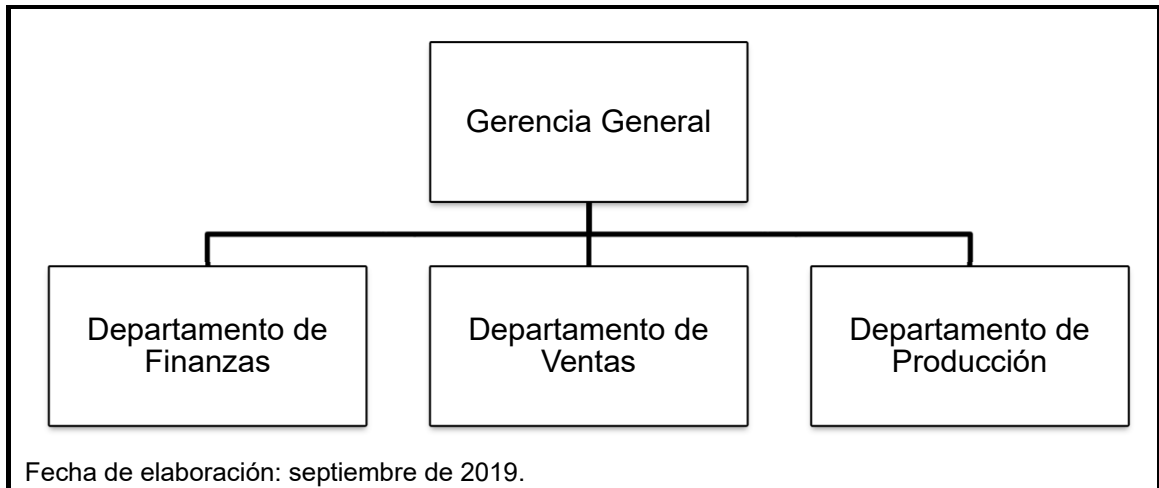 Gerencia General
Departamento de
Finanzas
Departamento de
Ventas
Departamento de
Producción
Fecha de elaboración: septiembre de 2019.